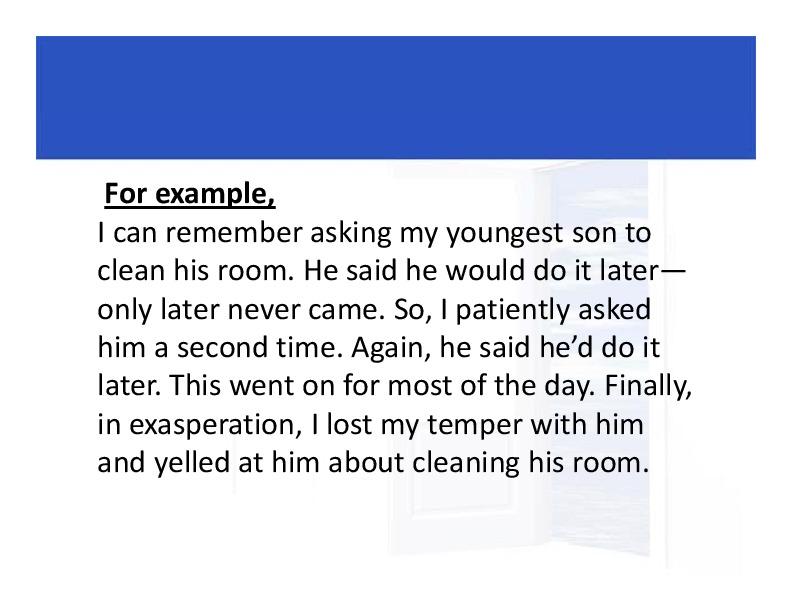 For example,
I can remember asking my youngest son to
clean his room. He said he would do it later—
only later never came. So, I patiently asked
him a second time. Again, he said he’d do it
later. This went on for most of the day. Finally,
in exasperation, I lost my temper with him
and yelled at him about cleaning his room.